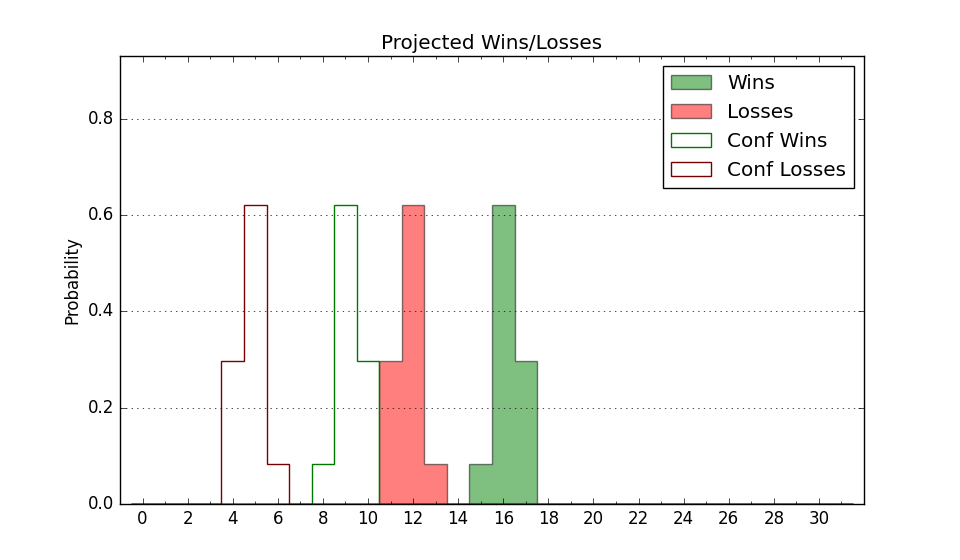 Projected Wins/Losses
Wins
Losses
Conf Wins
Conf Losses
Probability
0.8
0.6
0.4
0.2
0.0
0 2 4 6 8 10 12 14 16 18 20 22 24 26 28 30